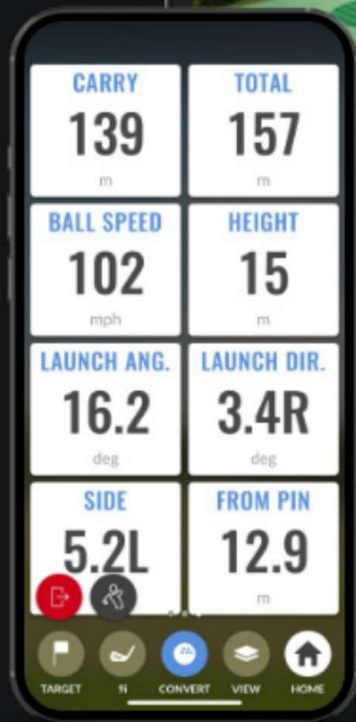 CARRY TOTAL
139 157
m m
BALL SPEED HEIGHT
102 15
mph m
LAUNCH ANG. LAUNCH DIR.
16.2 3.4R
deg deg
SIDE FROM PIN
5.2L 12.9
m
TARGET 9i CONVERT VIEW HOME